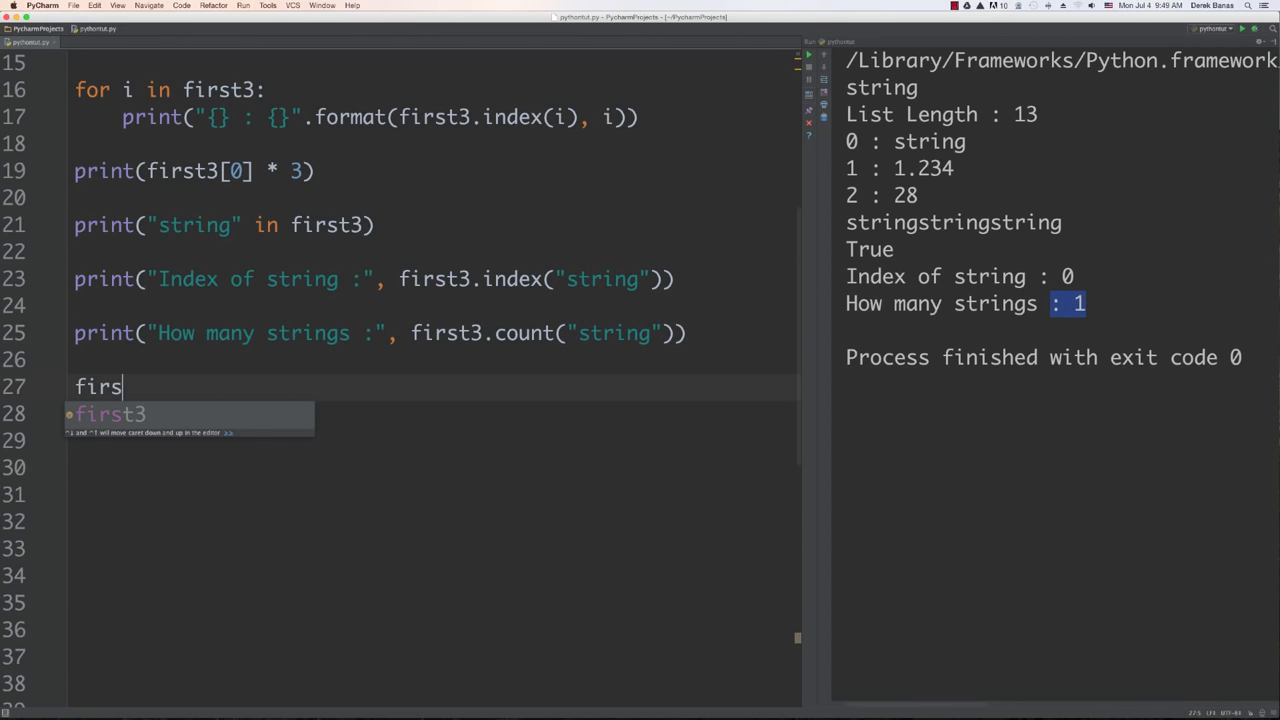 PyCharm File Edit View Navigate Code Refactor Run Tools VCS Window Help
10 Mon Jul 4 9:49 AM Derek Banas
pythontut.py - PycharmProjects - [~/PycharmProjects]
PycharmProjects pythontut.py pythontut
pythontut.py
Run: pythontut
15
16 for i in first3:
17 print("{} : {}".format(first3.index(i), i))
18
19 print(first3[0] * 3)
20
21 print("string" in first3)
22
23 print("Index of string :", first3.index("string"))
24
25 print("How many strings :", first3.count("string"))
26
27 firs
28
first3
^↓ and ^↑ will move caret down and up in the editor >>
29
30
31
32
33
34
35
36
37
38
/Library/Frameworks/Python.framework
string
List Length : 13
0 : string
1 : 1.234
2 : 28
stringstringstring
True
Index of string : 0
How many strings : 1
Process finished with exit code 0
27:5 LF‡ UTF-8‡